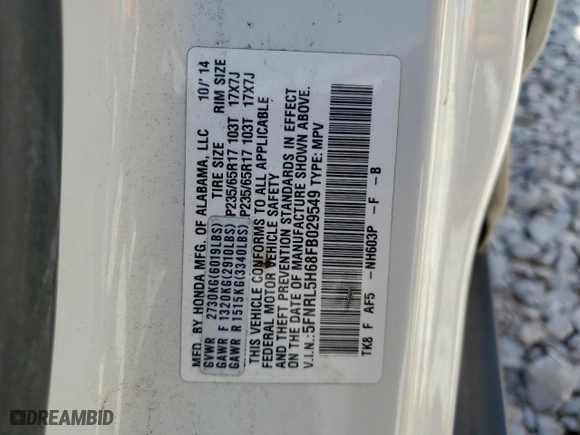 MFD. BY HONDA MFG. OF ALABAMA, LLC 10/'14
GVWR 2730KG(6019LBS) TIRE SIZE RIM SIZE
GAWR F 1320KG(2910LBS) P235/65R17 103T 17X7J
GAWR R 1515KG(3340LBS) P235/65R17 103T 17X7J
THIS VEHICLE CONFORMS TO ALL APPLICABLE
FEDERAL MOTOR VEHICLE SAFETY
AND THEFT PREVENTION STANDARDS IN EFFECT
ON THE DATE OF MANUFACTURE SHOWN ABOVE.
V.I.N.: 5FNRL5H68FB029549 TYPE: MPV
TK8 F AF5 -NH603P -F -B
DREAMBID